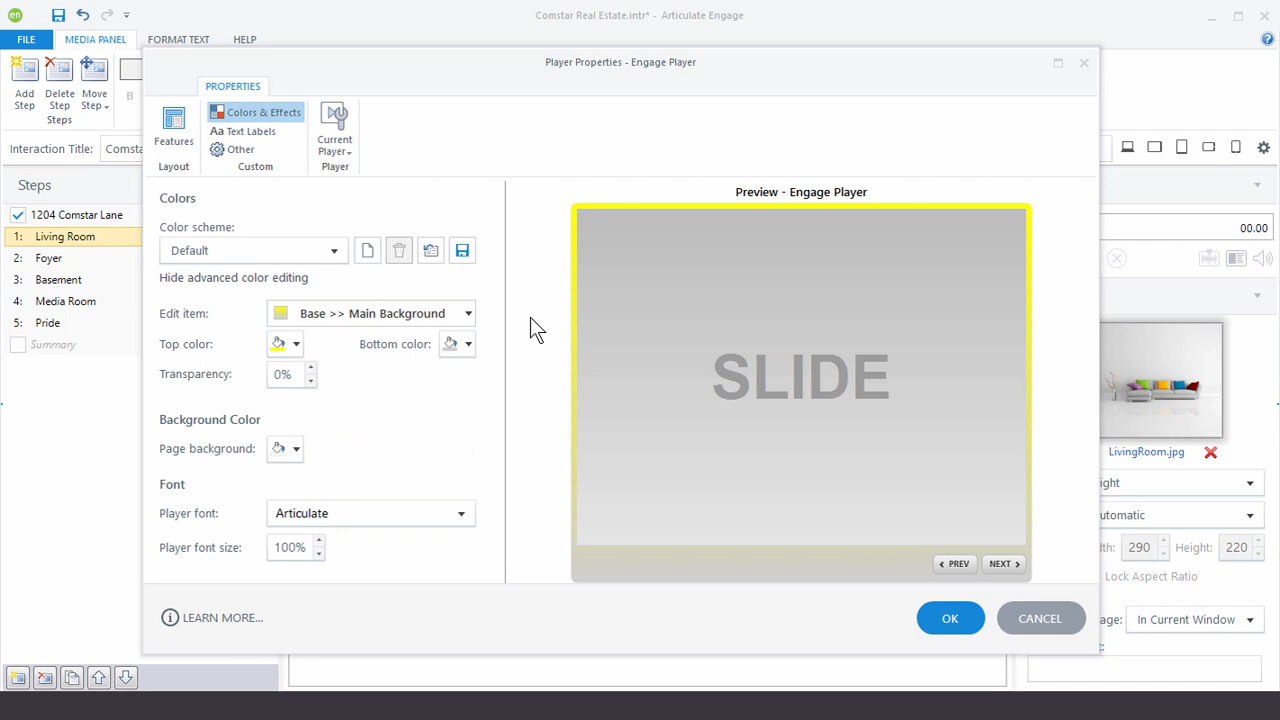 en
Comstar Real Estate.intr* - Articulate Engage
FILE
MEDIA PANEL
FORMAT TEXT
HELP
Player Properties - Engage Player
PROPERTIES
Add Step
Delete Step
Move Step
Steps
B
Features
Layout
Colors & Effects
Aa Text Labels
Other
Custom
Current Player
Player
Interaction Title:
Comsta
Steps
1204 Comstar Lane
1: Living Room
2: Foyer
3: Basement
4: Media Room
5: Pride
Summary
Colors
Color scheme:
Default
Hide advanced color editing
Edit item:
Base >> Main Background
Top color:
Bottom color:
Transparency:
0%
Background Color
Page background:
Font
Player font:
Articulate
Player font size:
100%
Preview - Engage Player
SLIDE
PREV
NEXT
LEARN MORE...
OK
CANCEL
00.00
LivingRoom.jpg
ight
utomatic
dth:
290
Height:
220
Lock Aspect Ratio
age:
In Current Window